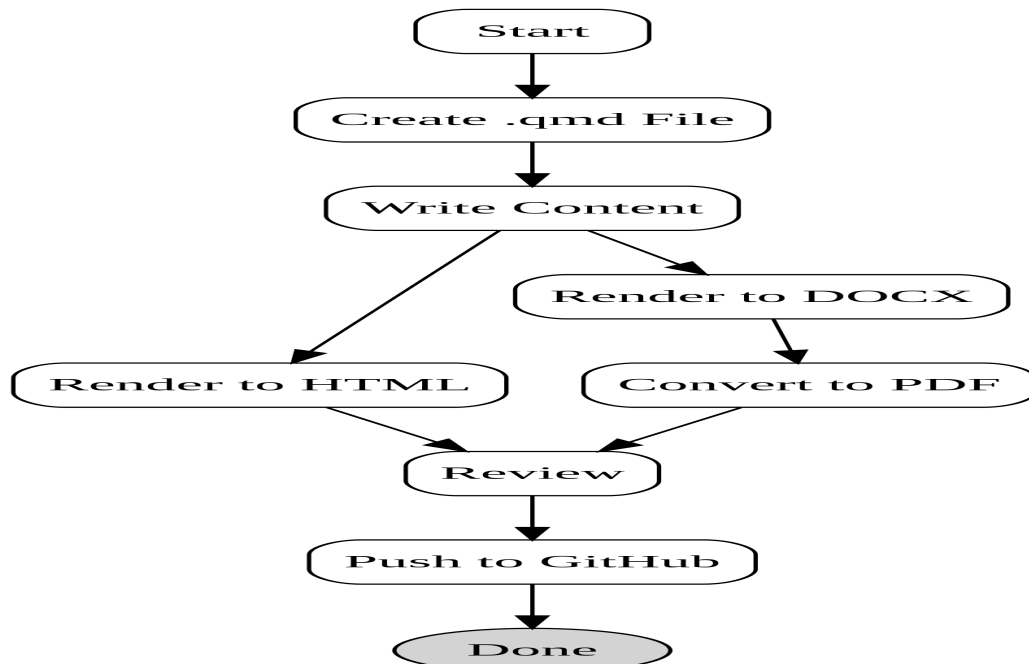 Start
Create .qmd File
Write Content
Render to DOCX
Render to HTML
Convert to PDF
Review
Push to GitHub
Done